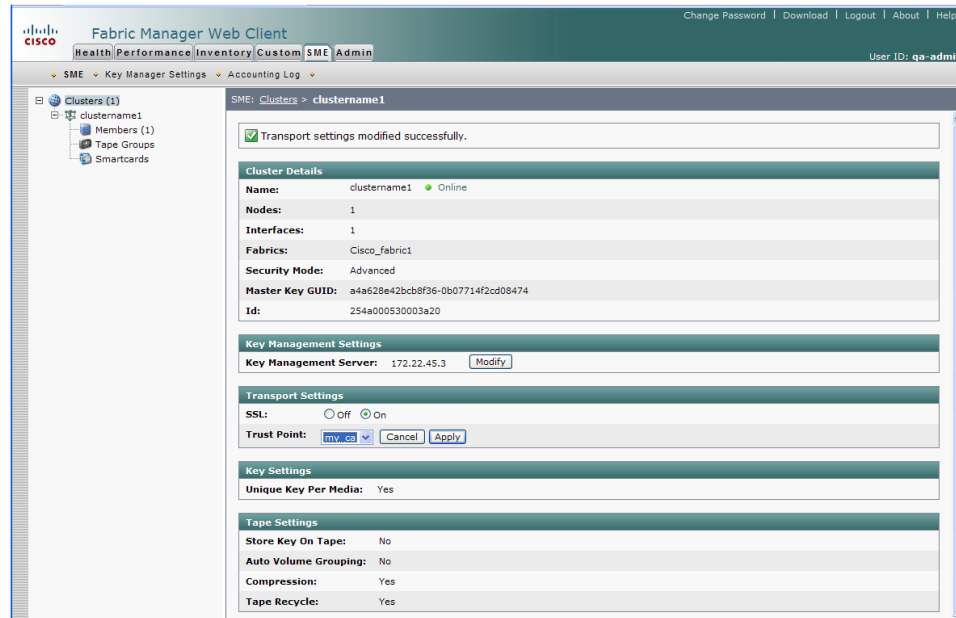 Change Password | Download | Logout | About | Help
CISCO
Fabric Manager Web Client
Health Performance Inventory Custom SME Admin
User ID: qa-admi
SME Key Manager Settings Accounting Log
Clusters (1)
clustername1
Members (1)
Tape Groups
Smartcards
SME: Clusters > clustername1
Transport settings modified successfully.
Cluster Details
Name: clustername1 Online
Nodes: 1
Interfaces: 1
Fabrics: Cisco_fabric1
Security Mode: Advanced
Master Key GUID: a4a628e42bcb8f36-0b07714f2cd08474
Id: 254a000530003a20
Key Management Settings
Key Management Server: 172.22.45.3 Modify
Transport Settings
SSL: Off On
Trust Point: my_ca Cancel Apply
Key Settings
Unique Key Per Media: Yes
Tape Settings
Store Key On Tape: No
Auto Volume Grouping: No
Compression: Yes
Tape Recycle: Yes